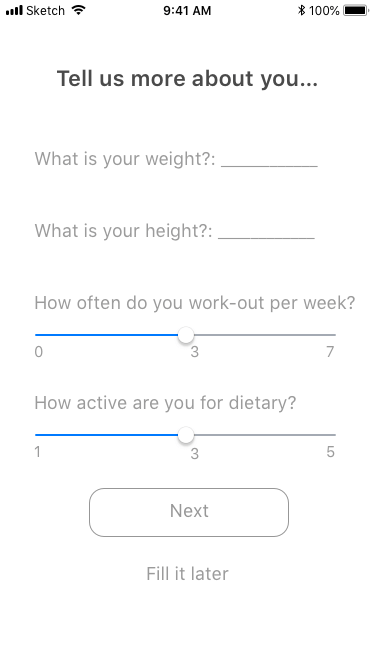 Sketch 9:41 AM 100%
Tell us more about you...
What is your weight?: ___________
What is your height?: ___________
How often do you work-out per week?
0 3 7
How active are you for dietary?
1 3 5
Next
Fill it later